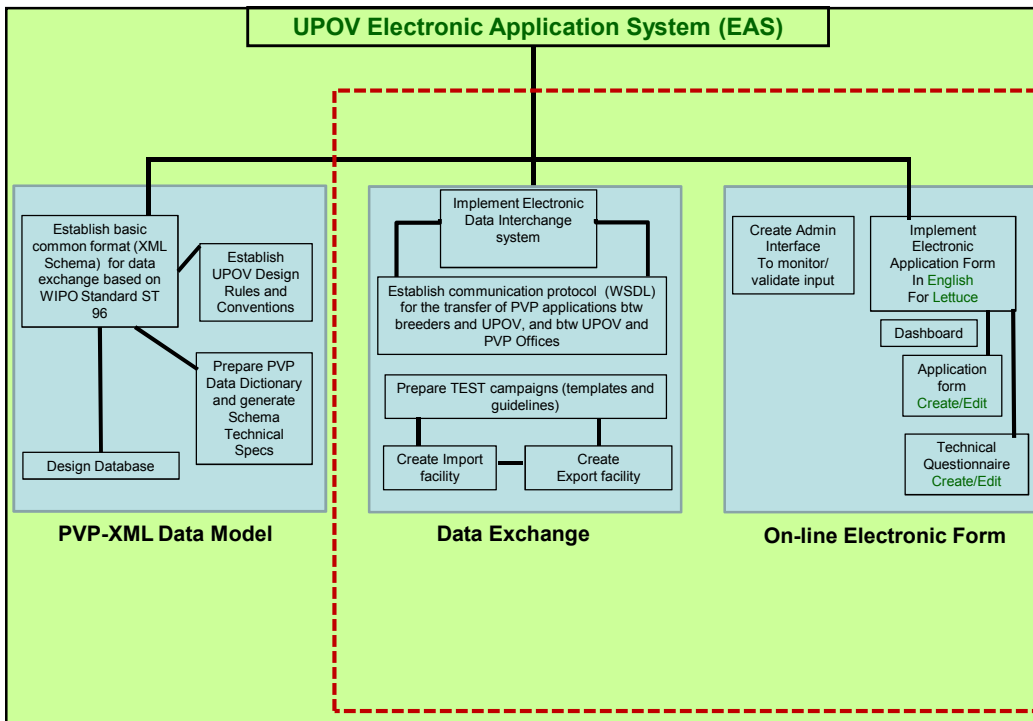 UPOV Electronic Application System (EAS)
Establish basic
common format (XML
Schema) for data
exchange based on
WIPO Standard ST
96
Establish
UPOV Design
Rules and
Conventions
Prepare PVP
Data Dictionary
and generate
Schema
Technical
Specs
Design Database
PVP-XML Data Model
Implement Electronic
Data Interchange
system
Establish communication protocol (WSDL)
for the transfer of PVP applications btw
breeders and UPOV, and btw UPOV and
PVP Offices
Prepare TEST campaigns (templates and
guidelines)
Create Import
facility
Create
Export facility
Data Exchange
Create Admin
Interface
To monitor/
validate input
Implement
Electronic
Application Form
In English
For Lettuce
Dashboard
Application
form
Create/Edit
Technical
Questionnaire
Create/Edit
On-line Electronic Form